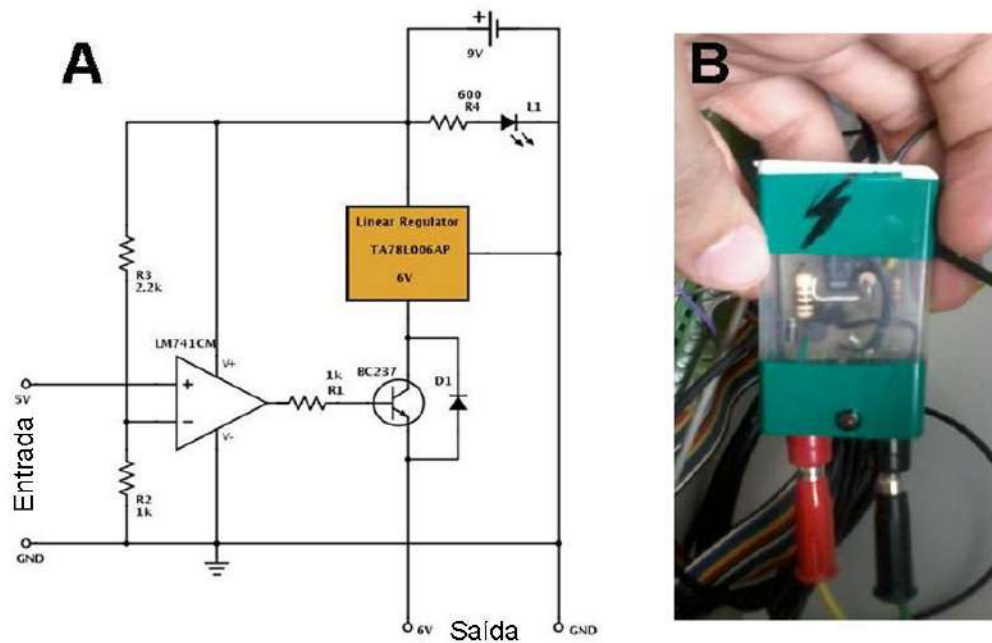 A
+
9V
600
R4
L1
Linear Regulator
TA78L006AP
6V
R3
2.2k
LM741CM
V+
+
−
V-
1k
R1
BC237
D1
5V
Entrada
R2
1k
GND
6V
Saída
GND
B